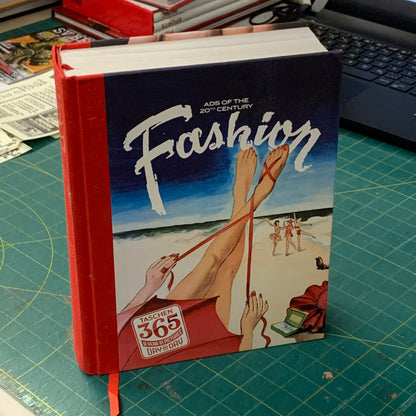 ADS OF THE
20TH CENTURY
Fashion
TASCHEN
365
DAY BY DAY